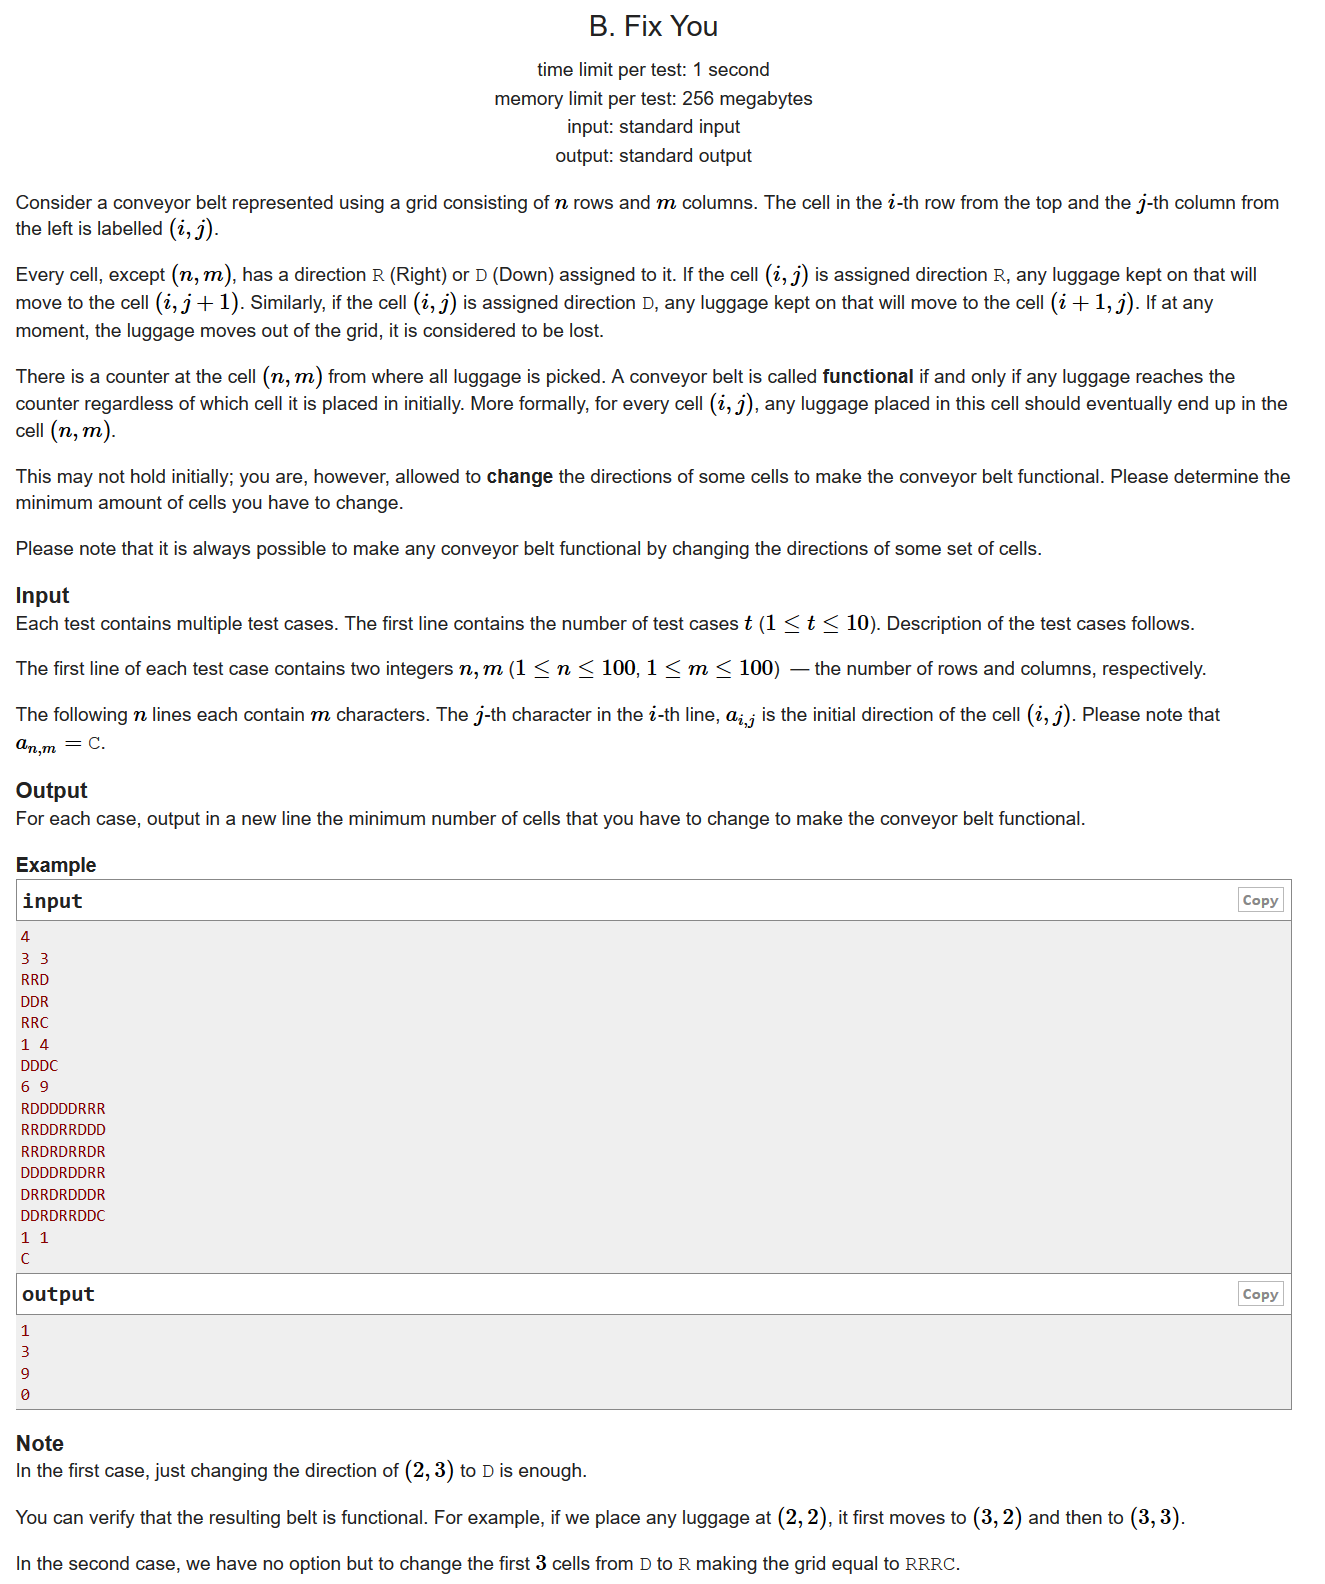 B. Fix You
time limit per test: 1 second
memory limit per test: 256 megabytes
input: standard input
output: standard output
Consider a conveyor belt represented using a grid consisting of n rows and m columns. The cell in the i-th row from the top and the j-th column from
the left is labelled (i, j).
Every cell, except (n, m), has a direction R (Right) or D (Down) assigned to it. If the cell (i, j) is assigned direction R, any luggage kept on that will
move to the cell (i, j + 1). Similarly, if the cell (i, j) is assigned direction D, any luggage kept on that will move to the cell (i + 1, j). If at any
moment, the luggage moves out of the grid, it is considered to be lost.
There is a counter at the cell (n, m) from where all luggage is picked. A conveyor belt is called functional if and only if any luggage reaches the
counter regardless of which cell it is placed in initially. More formally, for every cell (i, j), any luggage placed in this cell should eventually end up in the
cell (n, m).
This may not hold initially; you are, however, allowed to change the directions of some cells to make the conveyor belt functional. Please determine the
minimum amount of cells you have to change.
Please note that it is always possible to make any conveyor belt functional by changing the directions of some set of cells.
Input
Each test contains multiple test cases. The first line contains the number of test cases t (1 ≤ t ≤ 10). Description of the test cases follows.
The first line of each test case contains two integers n, m (1 ≤ n ≤ 100, 1 ≤ m ≤ 100) — the number of rows and columns, respectively.
The following n lines each contain m characters. The j-th character in the i-th line, a_{i,j} is the initial direction of the cell (i, j). Please note that
a_{n,m} = C.
Output
For each case, output in a new line the minimum number of cells that you have to change to make the conveyor belt functional.
Example
input Copy
4
3 3
RRD
DDR
RRC
1 4
DDDC
6 9
RDDDDDRRR
RRDDRRDDD
RRDRDRRDR
DDDDRDDRR
DRRDRDDDR
DDRDRRDDC
1 1
C
output Copy
1
3
9
0
Note
In the first case, just changing the direction of (2, 3) to D is enough.
You can verify that the resulting belt is functional. For example, if we place any luggage at (2, 2), it first moves to (3, 2) and then to (3, 3).
In the second case, we have no option but to change the first 3 cells from D to R making the grid equal to RRRC.